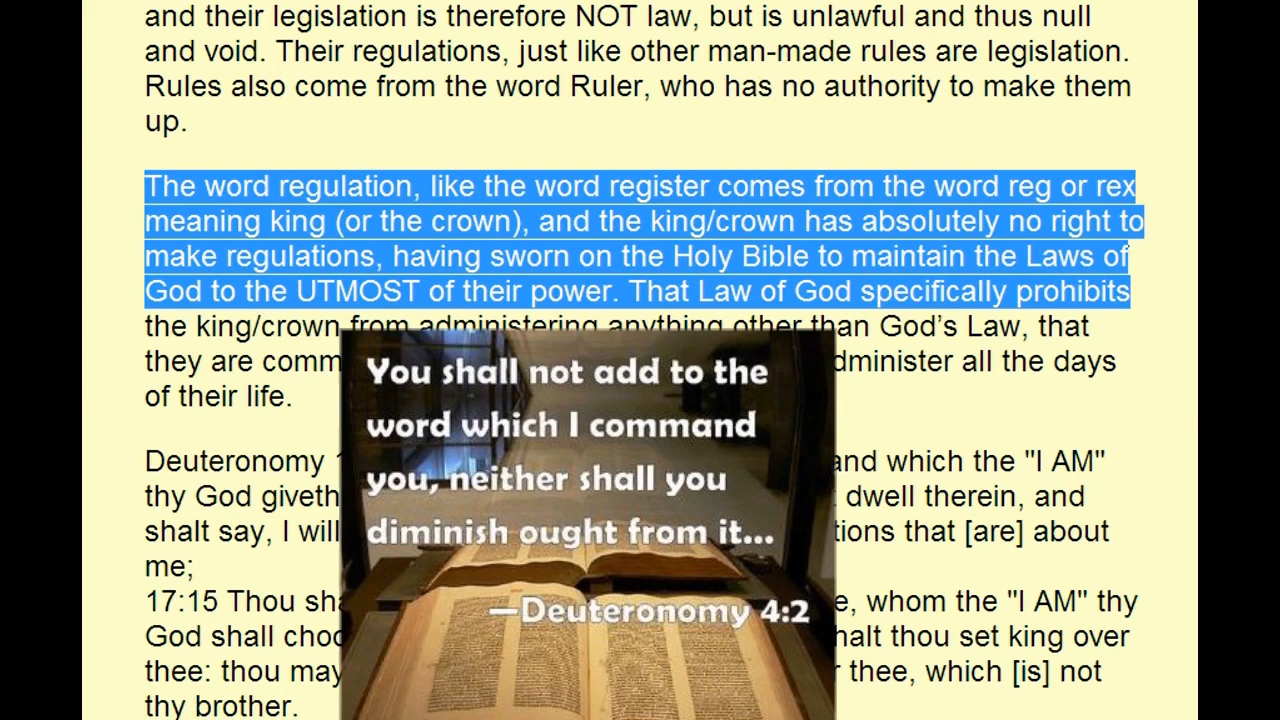 and their legislation is therefore NOT law, but is unlawful and thus null
and void. Their regulations, just like other man-made rules are legislation.
Rules also come from the word Ruler, who has no authority to make them
up.
The word regulation, like the word register comes from the word reg or rex
meaning king (or the crown), and the king/crown has absolutely no right to
make regulations, having sworn on the Holy Bible to maintain the Laws of
God to the UTMOST of their power. That Law of God specifically prohibits
the king/crown from administering anything other than God's Law, that
they are dminister all the days
of their life.
Deuteronomy and which the "I AM"
thy God giveth dwell therein, and
shalt say, I will tions that [are] about
me;
17:15 Thou whom the "I AM" thy
God shall halt thou set king over
thee: thou may thee, which [is] not
thy brother.
You shall not add to the
word which I command
you, neither shall you
diminish ought from it...
—Deuteronomy 4:2